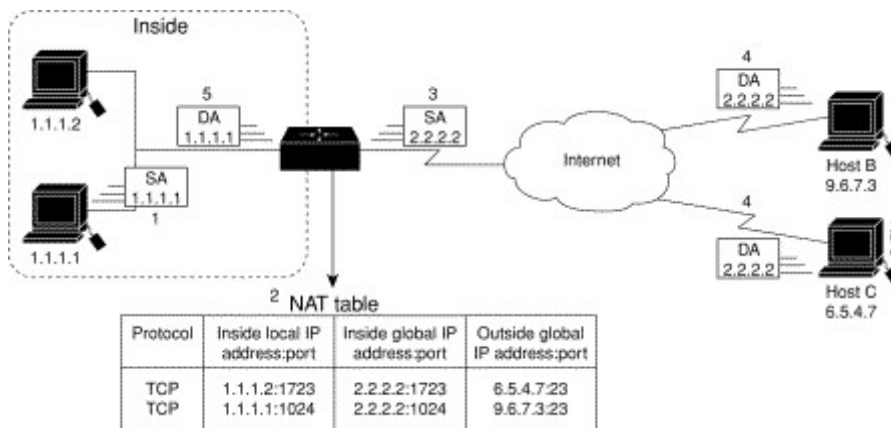 Inside
1.1.1.2
5
DA
1.1.1.1
SA
1.1.1.1
1
1.1.1.1
3
SA
2.2.2.2
Internet
4
DA
2.2.2.2
Host B
9.6.7.3
4
DA
2.2.2.2
Host C
6.5.4.7
2
NAT table
Protocol Inside local IP address:port Inside global IP address:port Outside global IP address:port
TCP 1.1.1.2:1723 2.2.2.2:1723 6.5.4.7:23
TCP 1.1.1.1:1024 2.2.2.2:1024 9.6.7.3:23